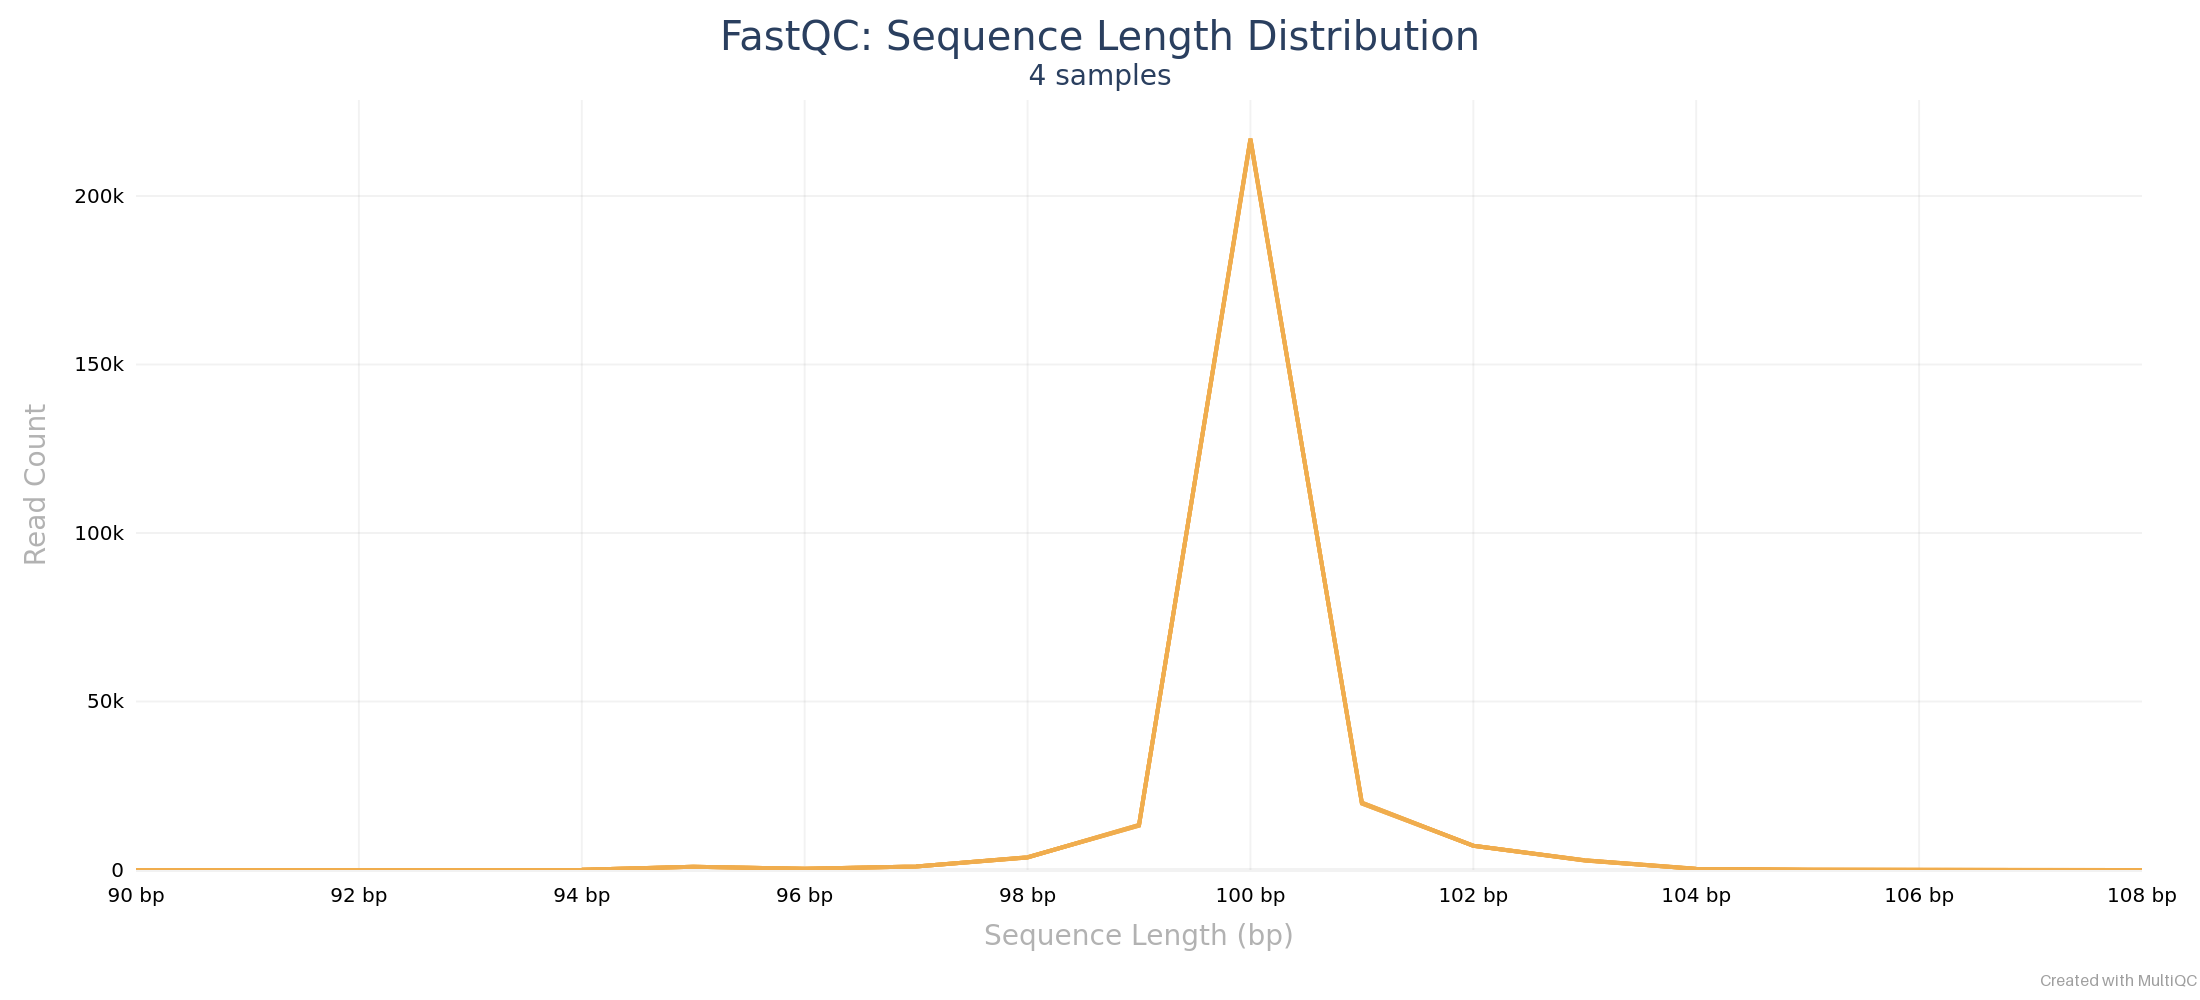 FastQC: Sequence Length Distribution
4 samples
200k
150k
100k
50k
0
Read Count
90 bp 92 bp 94 bp 96 bp 98 bp 100 bp 102 bp 104 bp 106 bp 108 bp
Sequence Length (bp)
Created with MultiQC